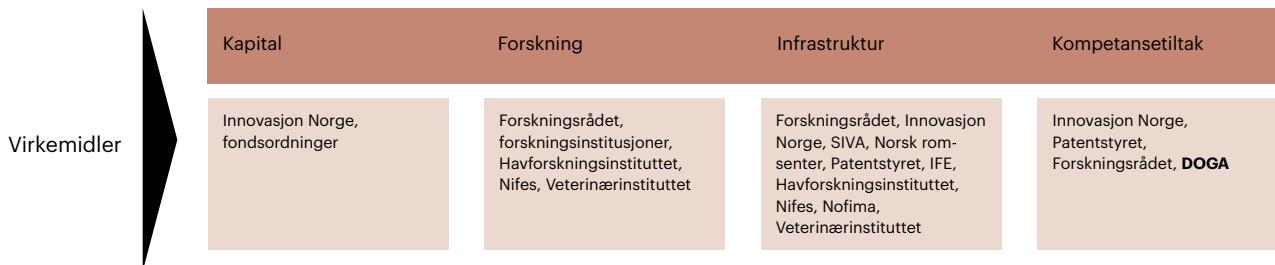 Kapital
Forskning
Infrastruktur
Kompetansetiltak
Virkemidler
Innovasjon Norge,
fondsordninger
Forskningsrådet,
forskningsinstitusjoner,
Havforskningsinstituttet,
Nifes, Veterinærinstituttet
Forskningsrådet, Innovasjon
Norge, SIVA, Norsk rom-
senter, Patentstyret, IFE,
Havforskningsinstituttet,
Nifes, Nofima,
Veterinærinstituttet
Innovasjon Norge,
Patentstyret,
Forskningsrådet, DOGA